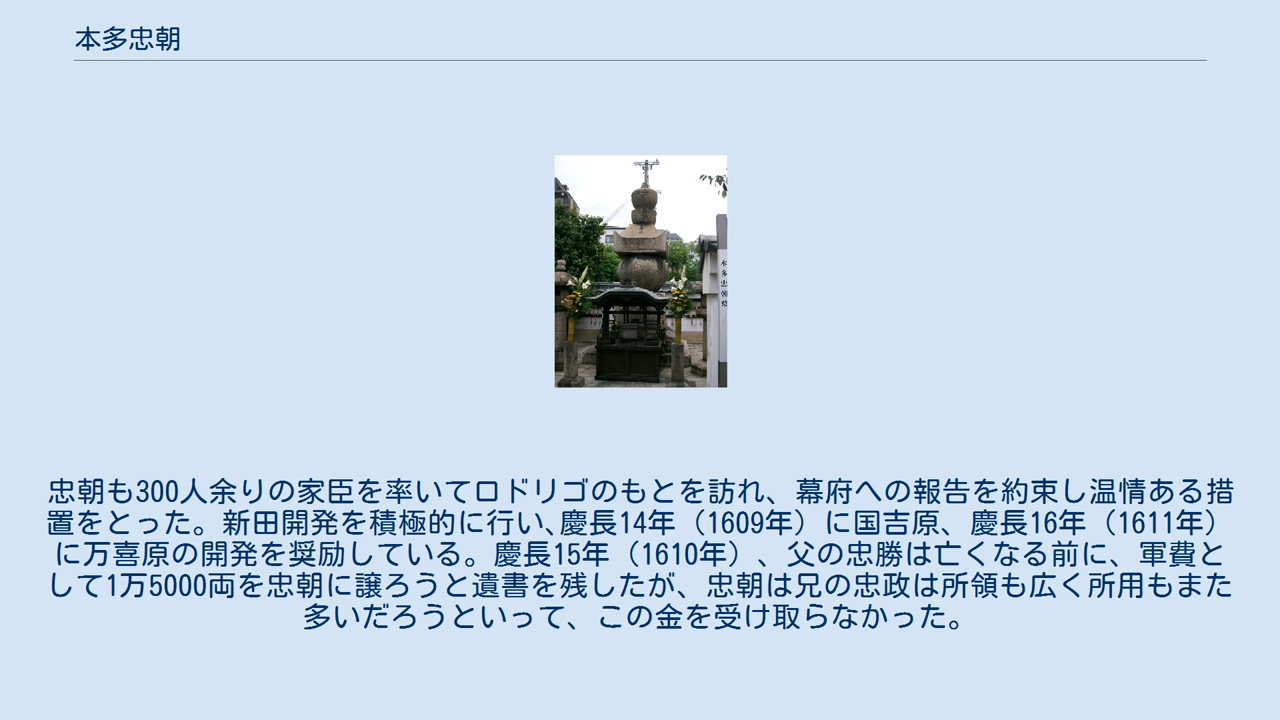 本多忠朝
本多忠朝
忠朝も300人余りの家臣を率いてロドリゴのもとを訪れ、幕府への報告を約束し温情ある措
置をとった。新田開発を積極的に行い、慶長14年（1609年）に国吉原、慶長16年（1611年）
に万喜原の開発を奨励している。慶長15年（1610年）、父の忠勝は亡くなる前に、軍費と
して1万5000両を忠朝に譲ろうと遺書を残したが、忠朝は兄の忠政は所領も広く所用もまた
多いだろうといって、この金を受け取らなかった。